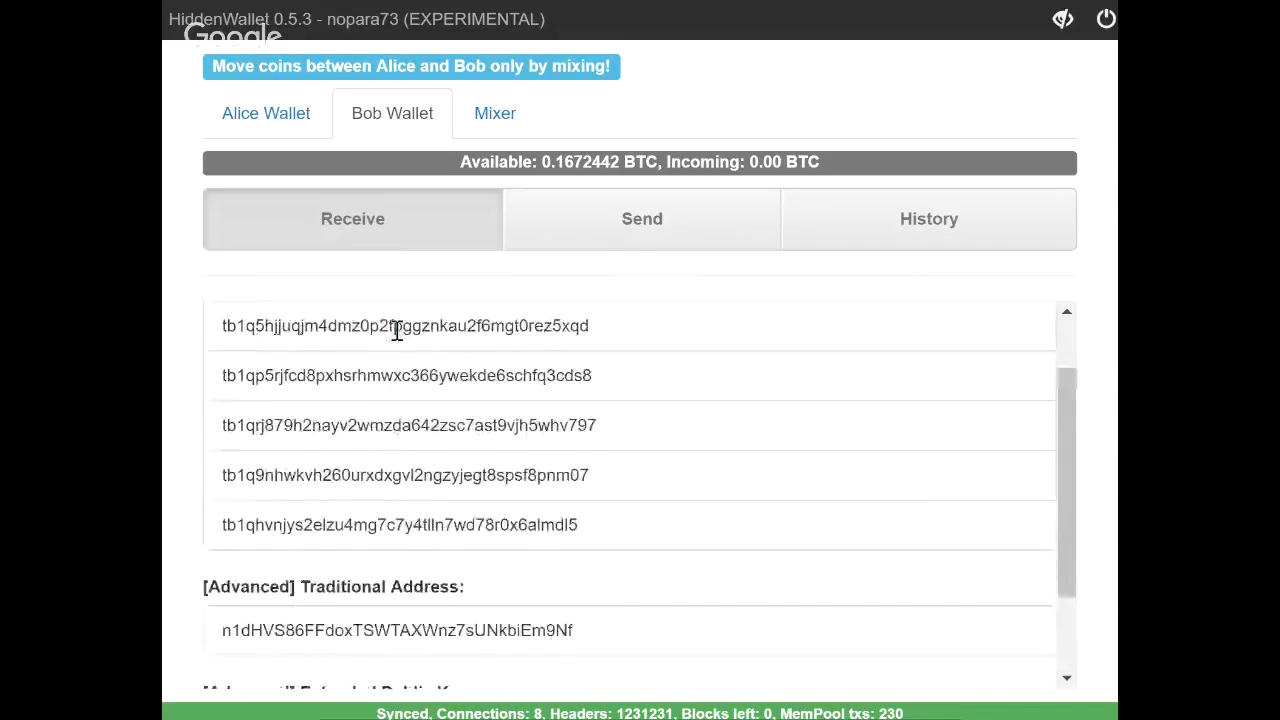 HiddenWallet 0.5.3 - nopara73 (EXPERIMENTAL)
Google
Move coins between Alice and Bob only by mixing!
Alice Wallet
Bob Wallet
Mixer
Available: 0.1672442 BTC, Incoming: 0.00 BTC
Receive
Send
History
tb1qp5rjfcd8pxhsrhmwxc366ywekde6schfq3cds8
tb1qrj879h2nayv2wmzda642zsc7ast9vjh5whv797
tb1q9nhwkvh260urxdxgvl2ngzyjegt8spsf8pnm07
tb1qhvnjys2elzu4mg7c7y4tlln7wd78r0x6almdl5
[Advanced] Traditional Address:
n1dHVS86FFdoxTSWTAXWnz7sUNkbiEm9Nf
Synced, Connections: 8, Headers: 1231231, Blocks left: 0, MemPool txs: 230